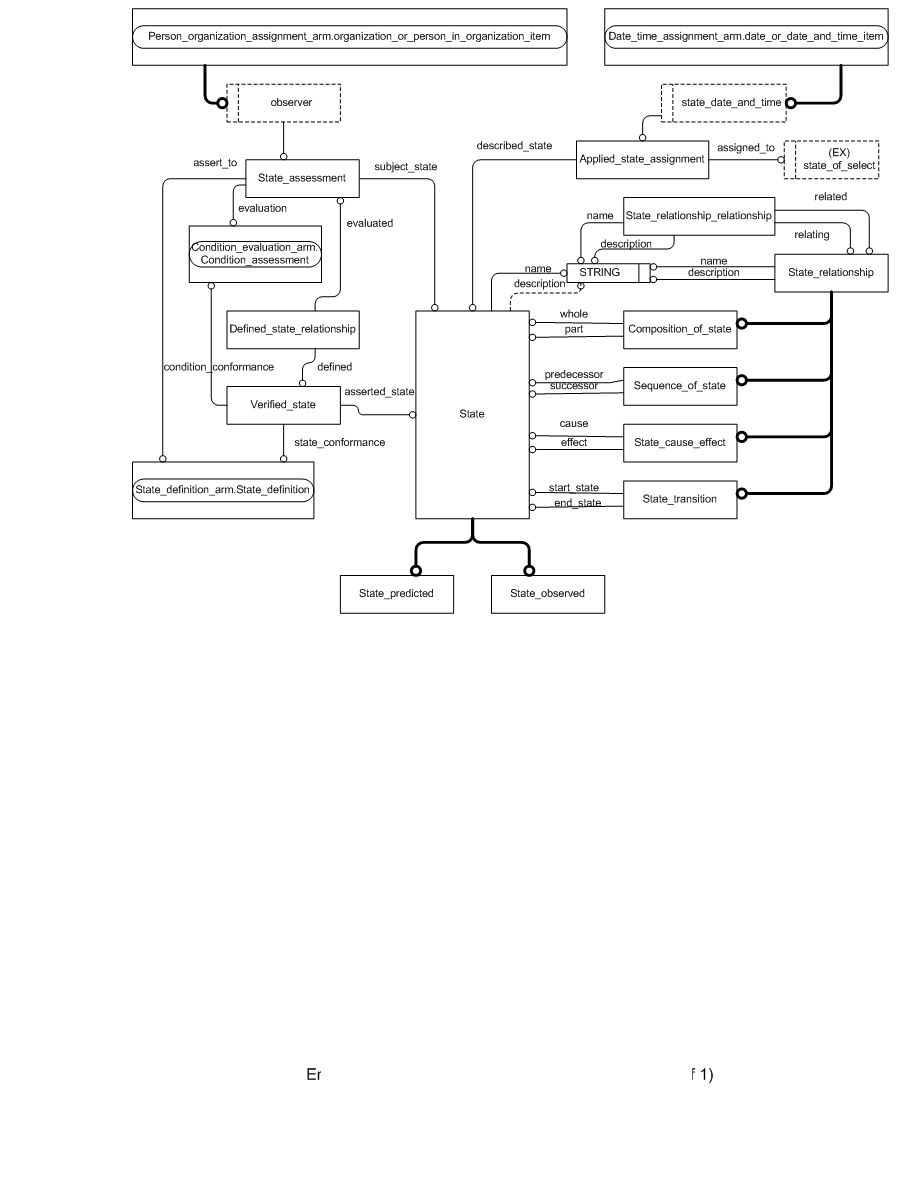 Person_organization_assignment_arm.organization_or_person_in_organization_item
Date_time_assignment_arm.date_or_date_and_time_item
observer
state_date_and_time
described_state
Applied_state_assignment
assigned_to
(EX)
state_of_select
assert_to
State_assessment
subject_state
evaluation
evaluated
name
State_relationship_relationship
related
relating
description
Condition_evaluation_arm.
Condition_assessment
name
description
STRING
name
description
State_relationship
Defined_state_relationship
whole
part
Composition_of_state
condition_conformance
defined
predecessor
successor
Sequence_of_state
Verified_state
asserted_state
State
cause
effect
State_cause_effect
state_conformance
State_definition_arm.State_definition
start_state
end_state
State_transition
State_predicted
State_observed
Er
f 1)